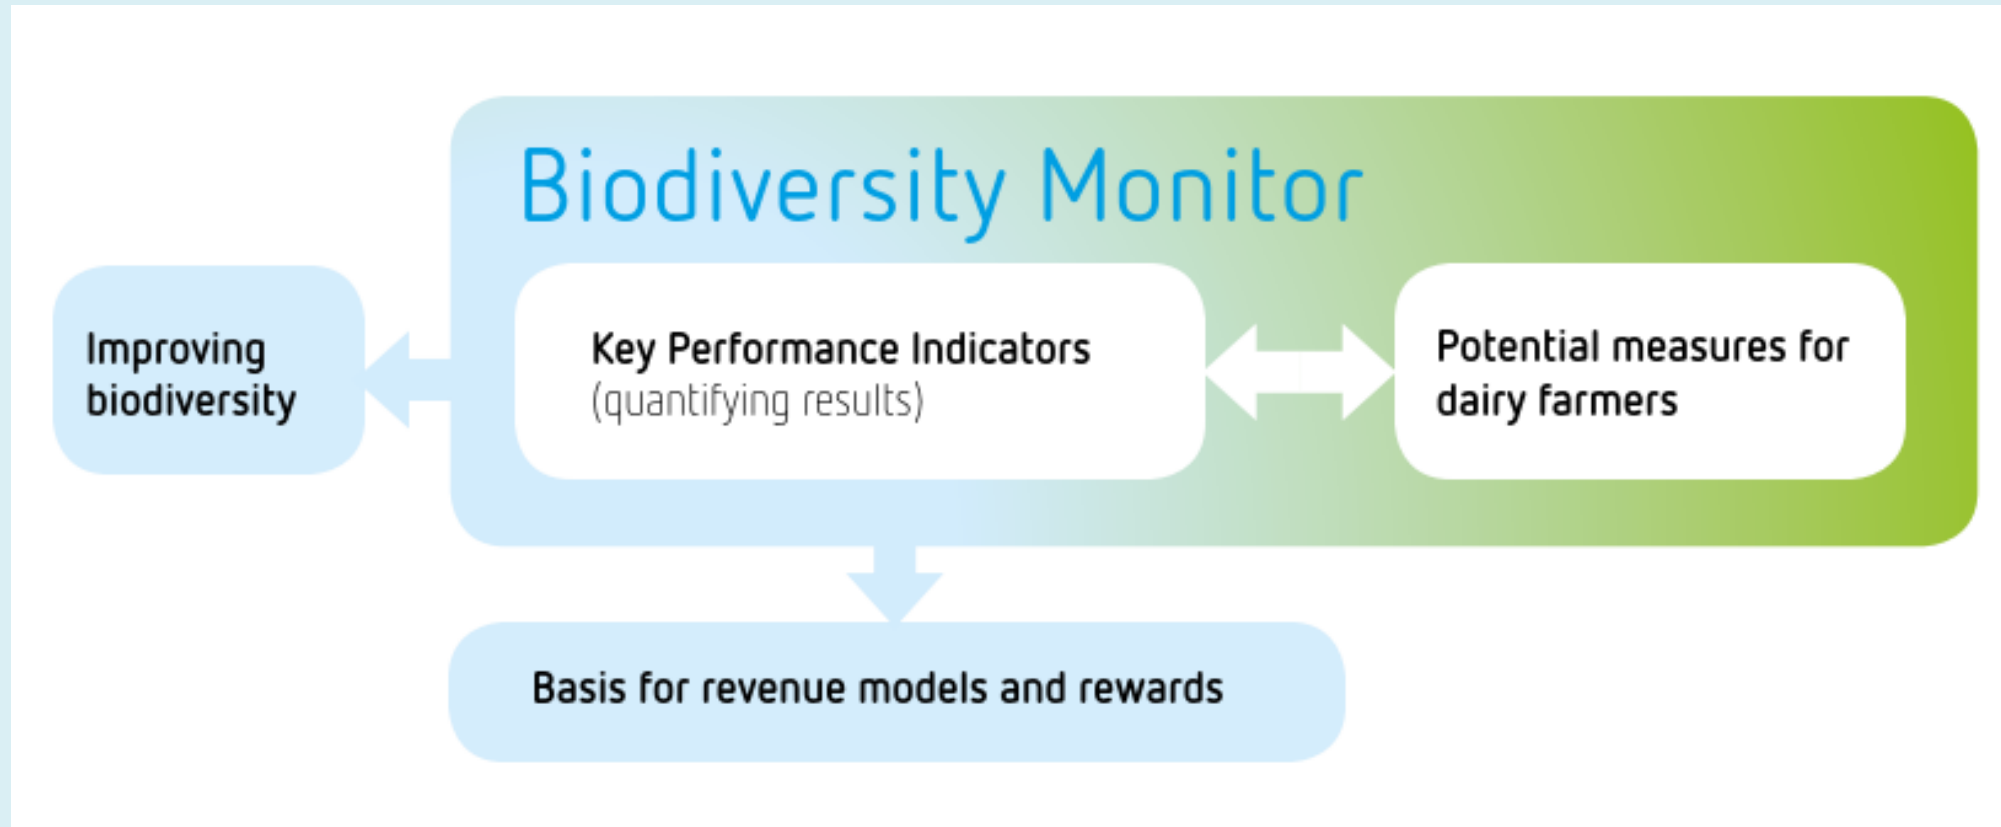 Biodiversity Monitor
Improving
biodiversity
Key Performance Indicators
(quantifying results)
Potential measures for
dairy farmers
Basis for revenue models and rewards